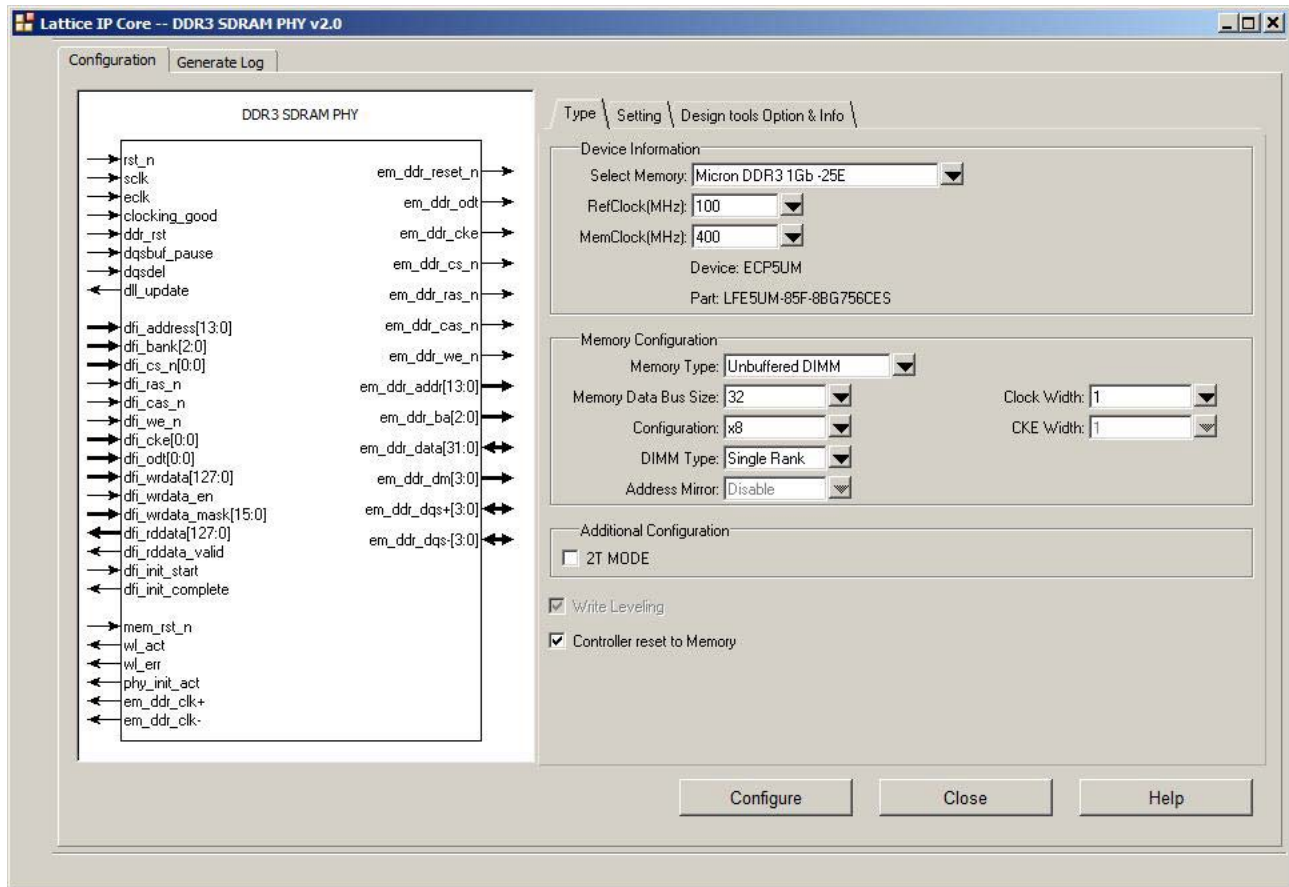 Lattice IP Core -- DDR3 SDRAM PHY v2.0
Configuration Generate Log
DDR3 SDRAM PHY
rst_n
sclk
eclk
clocking_good
ddr_rst
dqsbuf_pause
dqsdel
dll_update
dfi_address[13:0]
dfi_bank[2:0]
dfi_cs_n[0:0]
dfi_ras_n
dfi_cas_n
dfi_we_n
dfi_cke[0:0]
dfi_odt[0:0]
dfi_wrdata[127:0]
dfi_wrdata_en
dfi_wrdata_mask[15:0]
dfi_rddata[127:0]
dfi_rddata_valid
dfi_init_start
dfi_init_complete
mem_rst_n
wl_act
wl_err
phy_init_act
em_ddr_clk+
em_ddr_clk-
em_ddr_reset_n
em_ddr_odt
em_ddr_cke
em_ddr_cs_n
em_ddr_ras_n
em_ddr_cas_n
em_ddr_we_n
em_ddr_addr[13:0]
em_ddr_ba[2:0]
em_ddr_data[31:0]
em_ddr_dm[3:0]
em_ddr_dqs+[3:0]
em_ddr_dqs-[3:0]
Type Setting Design tools Option & Info
Device Information
Select Memory: Micron DDR3 1Gb -25E
RefClock(MHz): 100
MemClock(MHz): 400
Device: ECP5UM
Part: LFE5UM-85F-8BG756CES
Memory Configuration
Memory Type: Unbuffered DIMM
Memory Data Bus Size: 32 Clock Width: 1
Configuration: x8 CKE Width: 1
DIMM Type: Single Rank
Address Mirror: Disable
Additional Configuration
2T MODE
Write Leveling
Controller reset to Memory
Configure Close Help